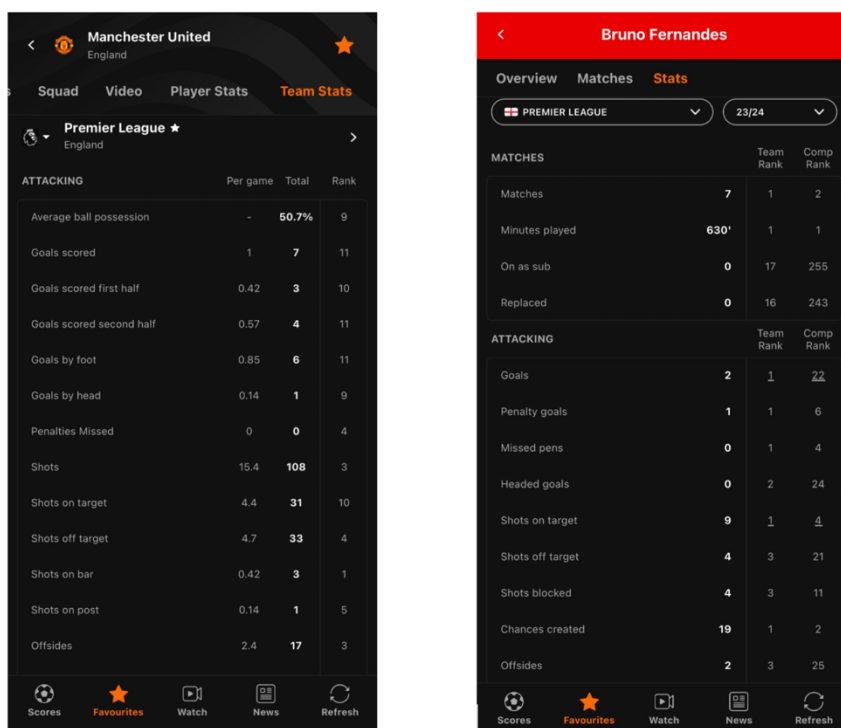 Manchester United
England
s Squad Video Player Stats Team Stats
Premier League ★
England
ATTACKING Per game Total Rank
Average ball possession - 50.7% 9
Goals scored 1 7 11
Goals scored first half 0.42 3 10
Goals scored second half 0.57 4 11
Goals by foot 0.85 6 11
Goals by head 0.14 1 9
Penalties Missed 0 0 4
Shots 15.4 108 3
Shots on target 4.4 31 10
Shots off target 4.7 33 4
Shots on bar 0.42 3 1
Shots on post 0.14 1 5
Offsides 2.4 17 3
Scores Favourites Watch News Refresh
Bruno Fernandes
Overview Matches Stats
PREMIER LEAGUE 23/24
MATCHES Team Rank Comp Rank
Matches 7 1 2
Minutes played 630' 1 1
On as sub 0 17 255
Replaced 0 16 243
ATTACKING Team Rank Comp Rank
Goals 2 1 22
Penalty goals 1 1 6
Missed pens 0 1 4
Headed goals 0 2 24
Shots on target 9 1 4
Shots off target 4 3 21
Shots blocked 4 3 11
Chances created 19 1 2
Offsides 2 3 25
Scores Favourites Watch News Refresh